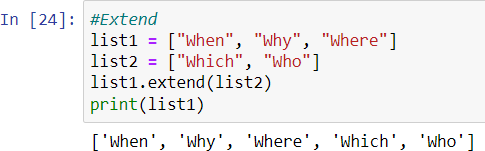 In [24]: #Extend
list1 = ["When", "Why", "Where"]
list2 = ["Which", "Who"]
list1.extend(list2)
print(list1)
['When', 'Why', 'Where', 'Which', 'Who']